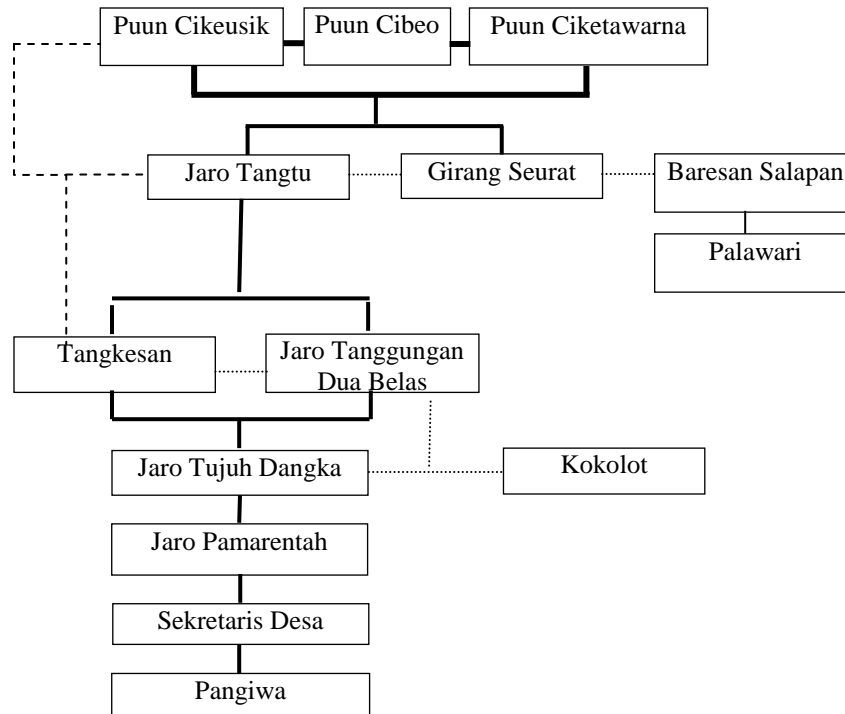 Puun Cikeusik
Puun Cibeo
Puun Ciketawarna
Jaro Tangtu
Girang Seurat
Baresan Salapan
Palawari
Tangkesan
Jaro Tanggungan
Dua Belas
Jaro Tujuh Dangka
Kokolot
Jaro Pamarentah
Sekretaris Desa
Pangiwa